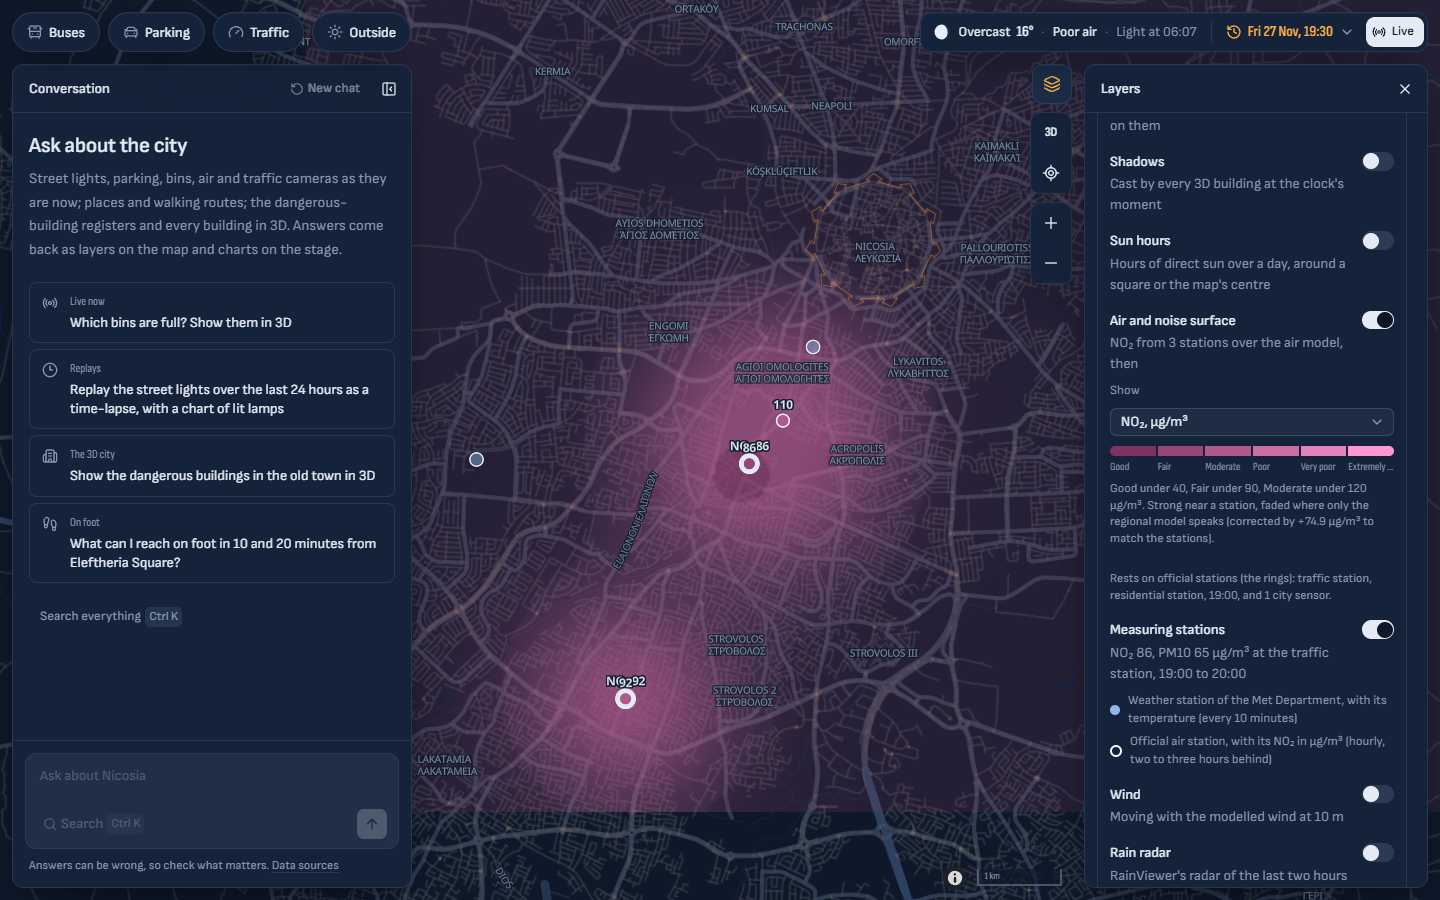 Buses
Parking
Traffic
Outside
Overcast 16° · Poor air · Light at 06:07
Fri 27 Nov, 19:30
Live
Conversation
New chat
Ask about the city
Street lights, parking, bins, air and traffic cameras as they
are now; places and walking routes; the dangerous-
building registers and every building in 3D. Answers come
back as layers on the map and charts on the stage.
Live now
Which bins are full? Show them in 3D
Replays
Replay the street lights over the last 24 hours as a
time-lapse, with a chart of lit lamps
The 3D city
Show the dangerous buildings in the old town in 3D
On foot
What can I reach on foot in 10 and 20 minutes from
Eleftheria Square?
Search everything Ctrl K
Ask about Nicosia
Search Ctrl K
Answers can be wrong, so check what matters. Data sources
ORTAKÖY
TRACHONAS
KERMIA
KUMSAL
NEAPOLI
KAIMAKLI
ΚΑΪΜΑΚΛΊ
KÖŞKLÜÇIFTLIK
AYIOS DHOMETIOS
ΆΓΙΟΣ ΔΟΜΈΤΙΟΣ
NICOSIA
ΛΕΥΚΩΣΊΑ
ENGOMI
ΈΓΚΩΜΗ
AGIOI OMOLOGITES
ΆΓΙΟΙ ΟΜΟΛΟΓΗΤΈΣ
LYKAVITOS
ΛΥΚΑΒΗΤΤΌΣ
110
86
ACROPOLIS
ΑΚΡΌΠΟΛΙΣ
STROVOLOS
ΣΤΡΌΒΟΛΟΣ
STROVOLOS III
92
STROVOLOS 2
ΣΤΡΌΒΟΛΟΣ
LAKATAMIA
ΛΑΚΑΤΆΜΕΙΑ
1 km
3D
Layers
on them
Shadows
Cast by every 3D building at the clock's
moment
Sun hours
Hours of direct sun over a day, around a
square or the map's centre
Air and noise surface
NO₂ from 3 stations over the air model,
then
Show
NO₂, µg/m³
Good Fair Moderate Poor Very poor Extremely ...
Good under 40, Fair under 90, Moderate under 120
µg/m³. Strong near a station, faded where only the
regional model speaks (corrected by +74.9 µg/m³ to
match the stations).
Rests on official stations (the rings): traffic station,
residential station, 19:00, and 1 city sensor.
Measuring stations
NO₂ 86, PM10 65 µg/m³ at the traffic
station, 19:00 to 20:00
Weather station of the Met Department, with its
temperature (every 10 minutes)
Official air station, with its NO₂ in µg/m³ (hourly,
two to three hours behind)
Wind
Moving with the modelled wind at 10 m
Rain radar
RainViewer's radar of the last two hours